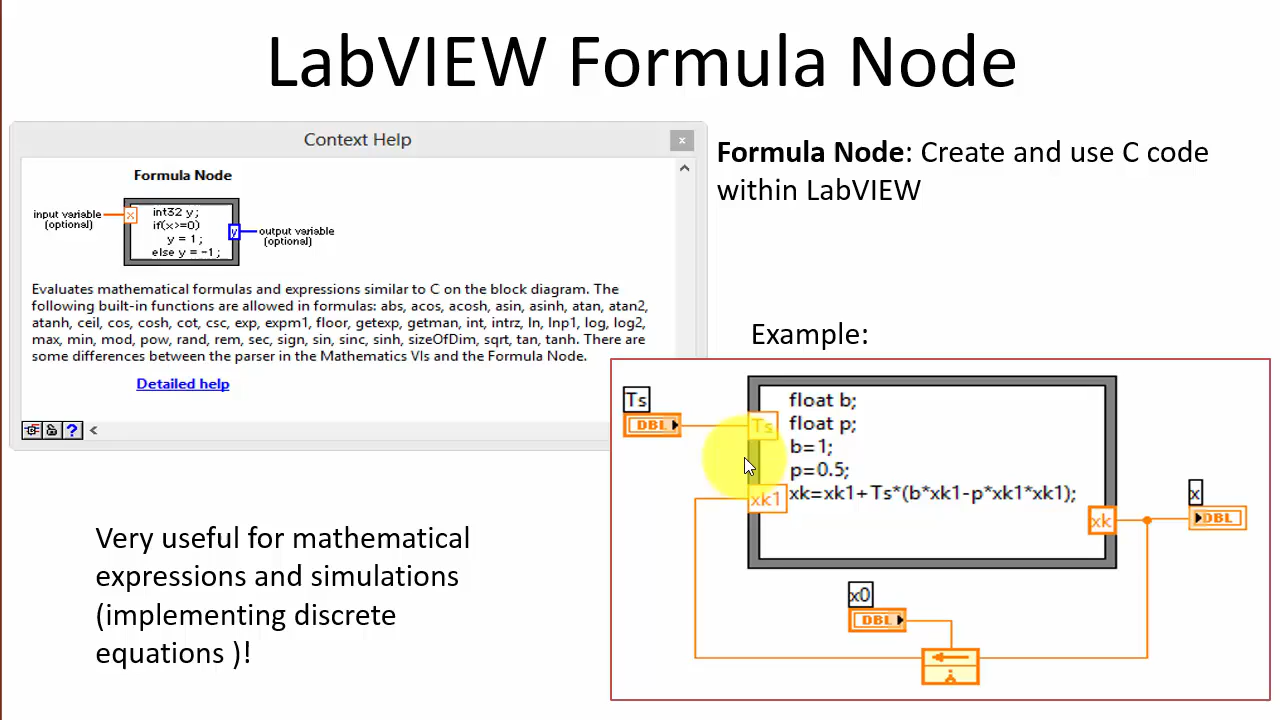 LabVIEW Formula Node
Context Help
x
Formula Node
input variable
(optional)
x
int32 y;
if(x>=0)
y = 1;
else y = -1;
y
output variable
(optional)
Evaluates mathematical formulas and expressions similar to C on the block diagram. The
following built-in functions are allowed in formulas: abs, acos, acosh, asin, asinh, atan, atan2,
atanh, ceil, cos, cosh, cot, csc, exp, expm1, floor, getexp, getman, int, intrz, ln, lnp1, log, log2,
max, min, mod, pow, rand, rem, sec, sign, sin, sinc, sinh, sizeOfDim, sqrt, tan, tanh. There are
some differences between the parser in the Mathematics VIs and the Formula Node.
Detailed help
?
Formula Node: Create and use C code
within LabVIEW
Example:
Ts
DBL
Ts
float b;
float p;
b=1;
p=0.5;
xk1
xk=xk1+Ts*(b*xk1-p*xk1*xk1);
xk
x
DBL
x0
DBL
Very useful for mathematical
expressions and simulations
(implementing discrete
equations )!